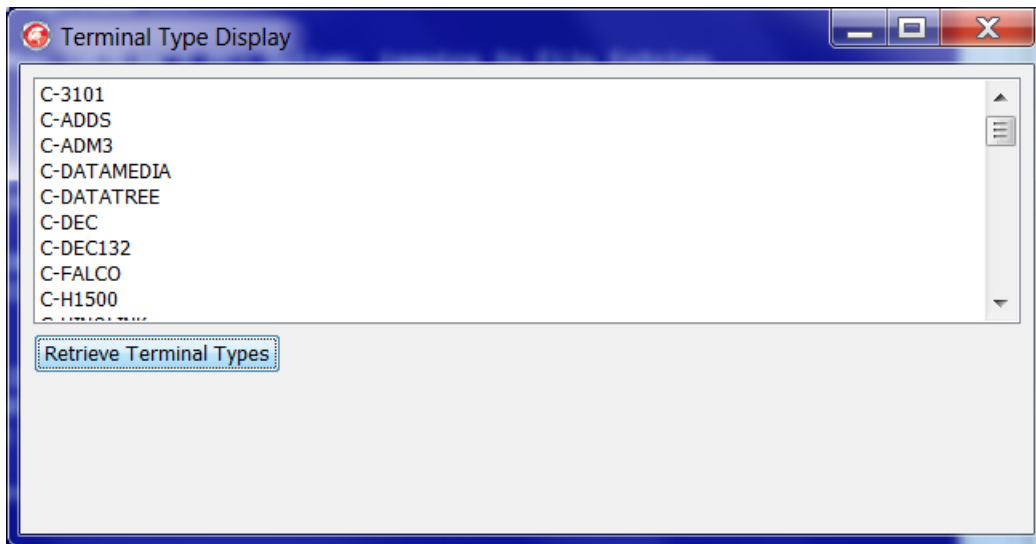 Terminal Type Display
C-3101
C-ADDS
C-ADM3
C-DATAMEDIA
C-DATATREE
C-DEC
C-DEC132
C-FALCO
C-H1500
Retrieve Terminal Types